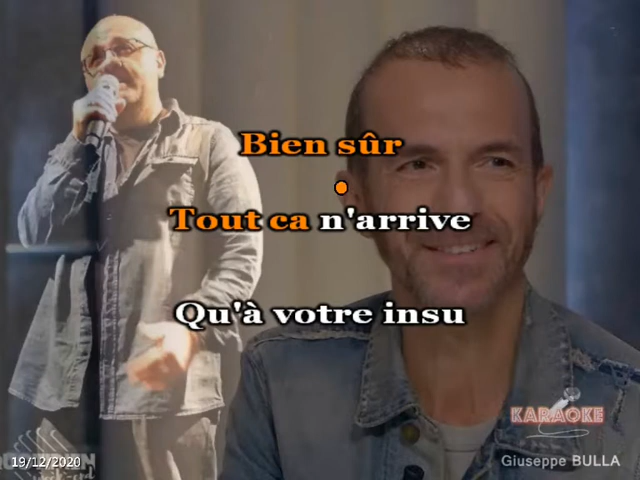 Bien sûr
Tout ca n'arrive
Qu'à votre insu
KARAOKE
19/12/2020
Giuseppe BULLA